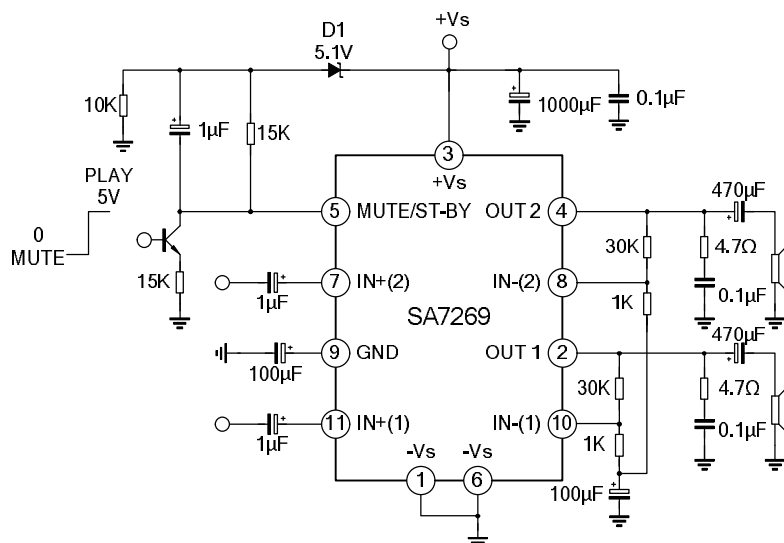 D1
5.1V
+Vs
10K
1µF
15K
1000µF
0.1µF
3
+Vs
PLAY
5V
0
MUTE
15K
5
MUTE/ST-BY
OUT 2
4
470µF
30K
4.7Ω
7
IN+(2)
IN-(2)
8
1µF
1K
0.1µF
SA7269
470µF
9
GND
OUT 1
2
100µF
30K
4.7Ω
11
IN+(1)
IN-(1)
10
1µF
1K
0.1µF
-Vs
-Vs
1
6
100µF